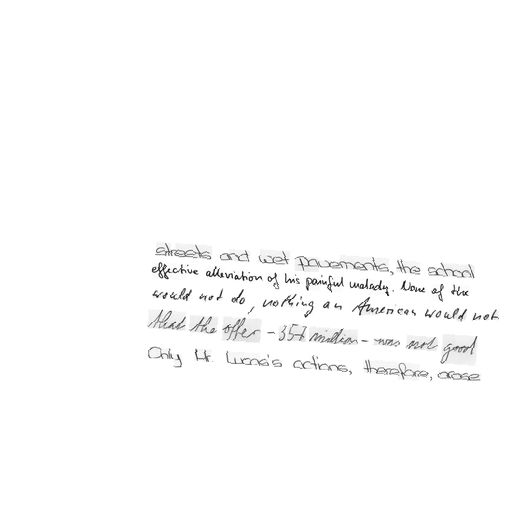 streets and wet pavements, the school
effective alleviation of his painful malady. None of the
would not do, nothing an American would not
that the offer - 357 million - was not good
Only Mr. Lucas's actions, therefore, arose